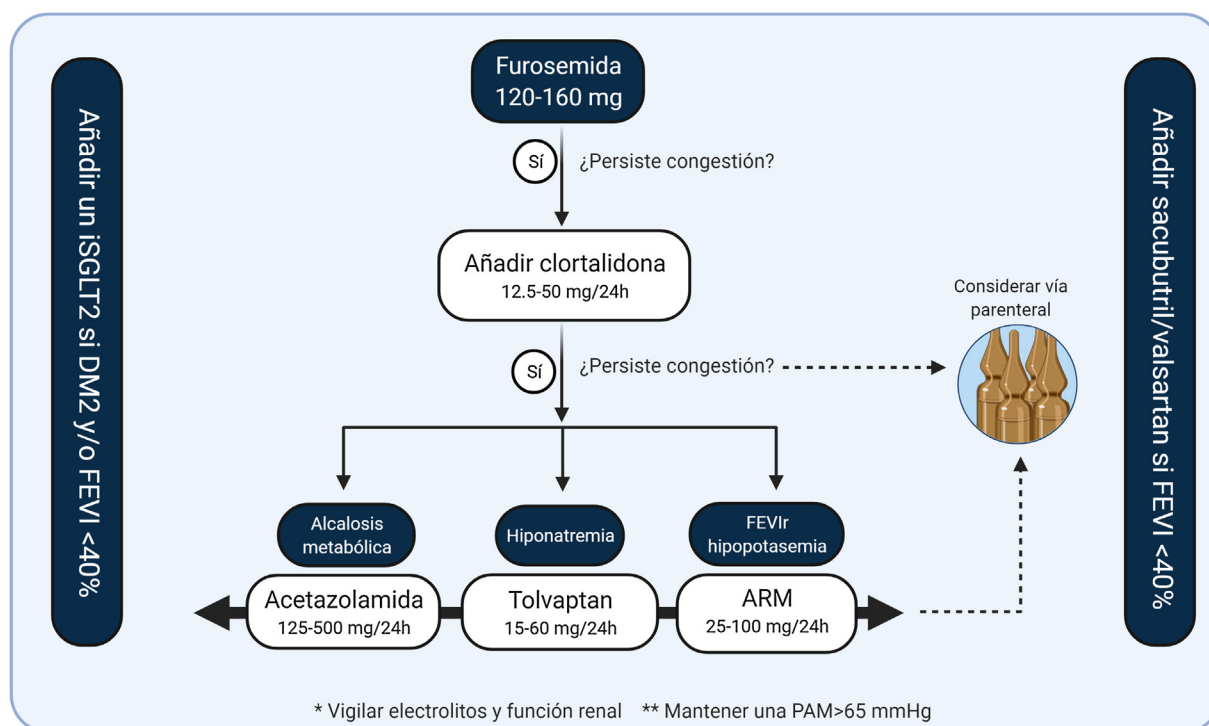 Añadir un iSGLT2 si DM2 y/o FEVI <40%
Furosemida
120-160 mg
Sí
¿Persiste congestión?
Añadir clortalidona
12.5-50 mg/24h
Sí
¿Persiste congestión?
Considerar vía
parenteral
Alcalosis
metabólica
Acetazolamida
125-500 mg/24h
Hiponatremia
Tolvaptan
15-60 mg/24h
FEVIr
hipopotasemia
ARM
25-100 mg/24h
Añadir sacubutril/valsartan si FEVI <40%
* Vigilar electrolitos y función renal ** Mantener una PAM>65 mmHg